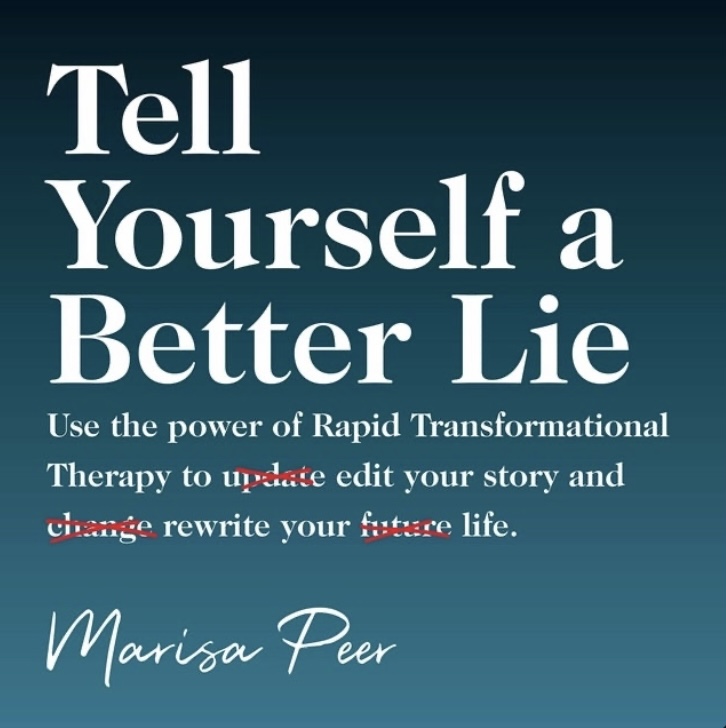 Tell
Yourself a
Better Lie
Use the power of Rapid Transformational
Therapy to update edit your story and
change rewrite your future life.
Marisa Peer